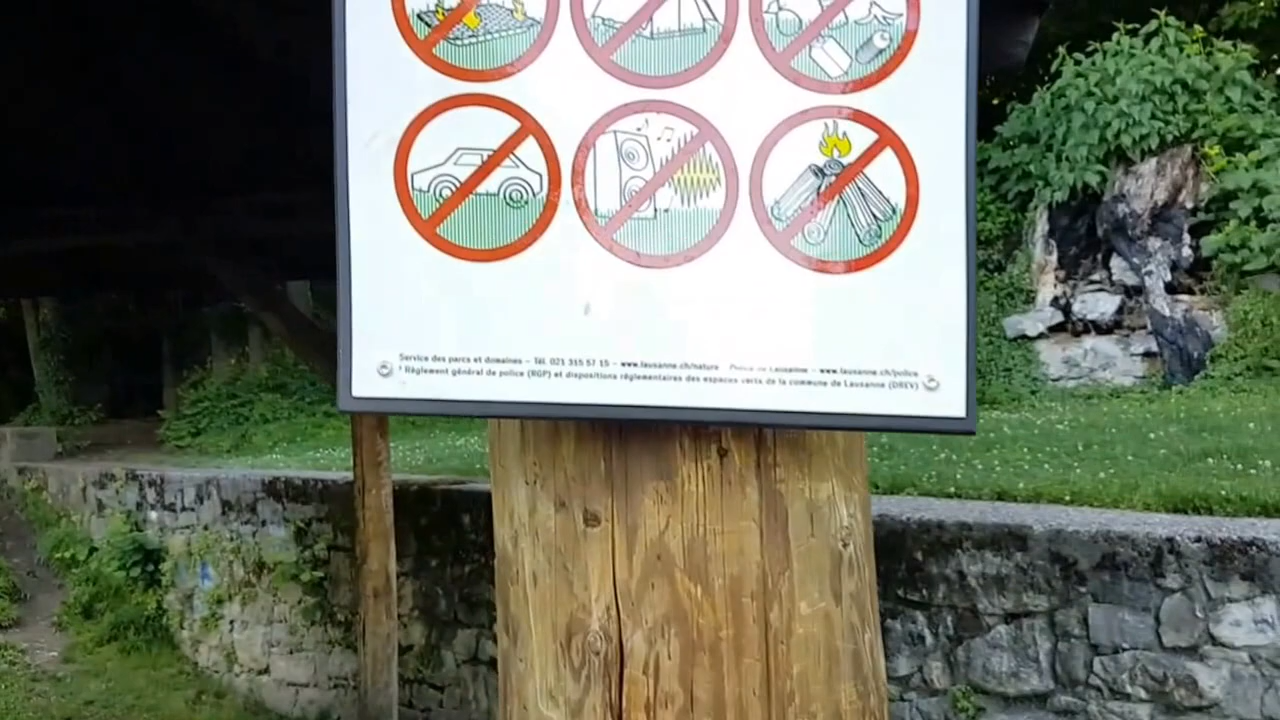 Service des parcs et domaines – Tél. 021 315 57 15 – www.lausanne.ch/nature Police de Lausanne – www.lausanne.ch/police
¹ Règlement général de police (RGP) et dispositions réglementaires des espaces verts de la commune de Lausanne (DREV)